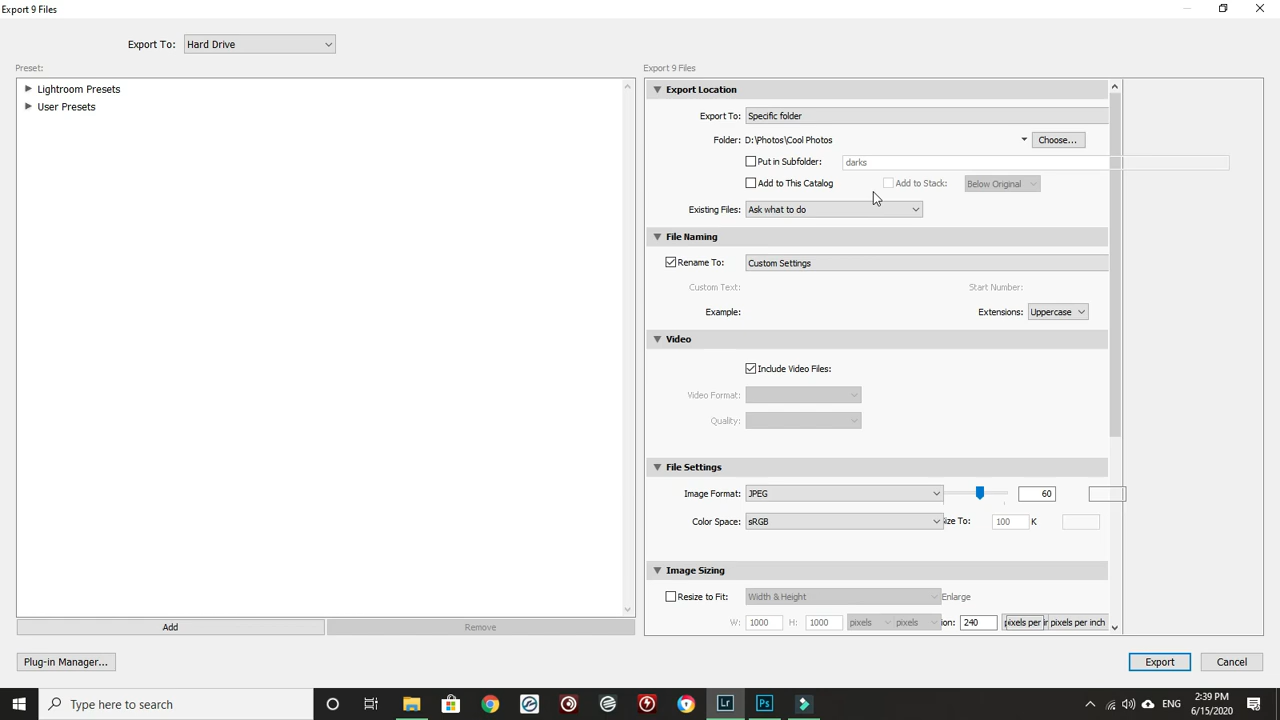 Export 9 Files
Export To: Hard Drive
Preset:
Lightroom Presets
User Presets
Add Remove
Export 9 Files
Export Location
Export To: Specific folder
Folder: D:\Photos\Cool Photos Choose...
Put in Subfolder: darks
Add to This Catalog Add to Stack: Below Original
Existing Files: Ask what to do
File Naming
Rename To: Custom Settings
Custom Text: Start Number:
Example: Extensions: Uppercase
Video
Include Video Files:
Video Format:
Quality:
File Settings
Image Format: JPEG 60
Color Space: sRGB ize To: 100 K
Image Sizing
Resize to Fit: Width & Height Enlarge
W: 1000 H: 1000 pixels pixels ion: 240 pixels per in pixels per inch
Plug-in Manager... Export Cancel
Type here to search Lr Ps ENG 2:39 PM
6/15/2020